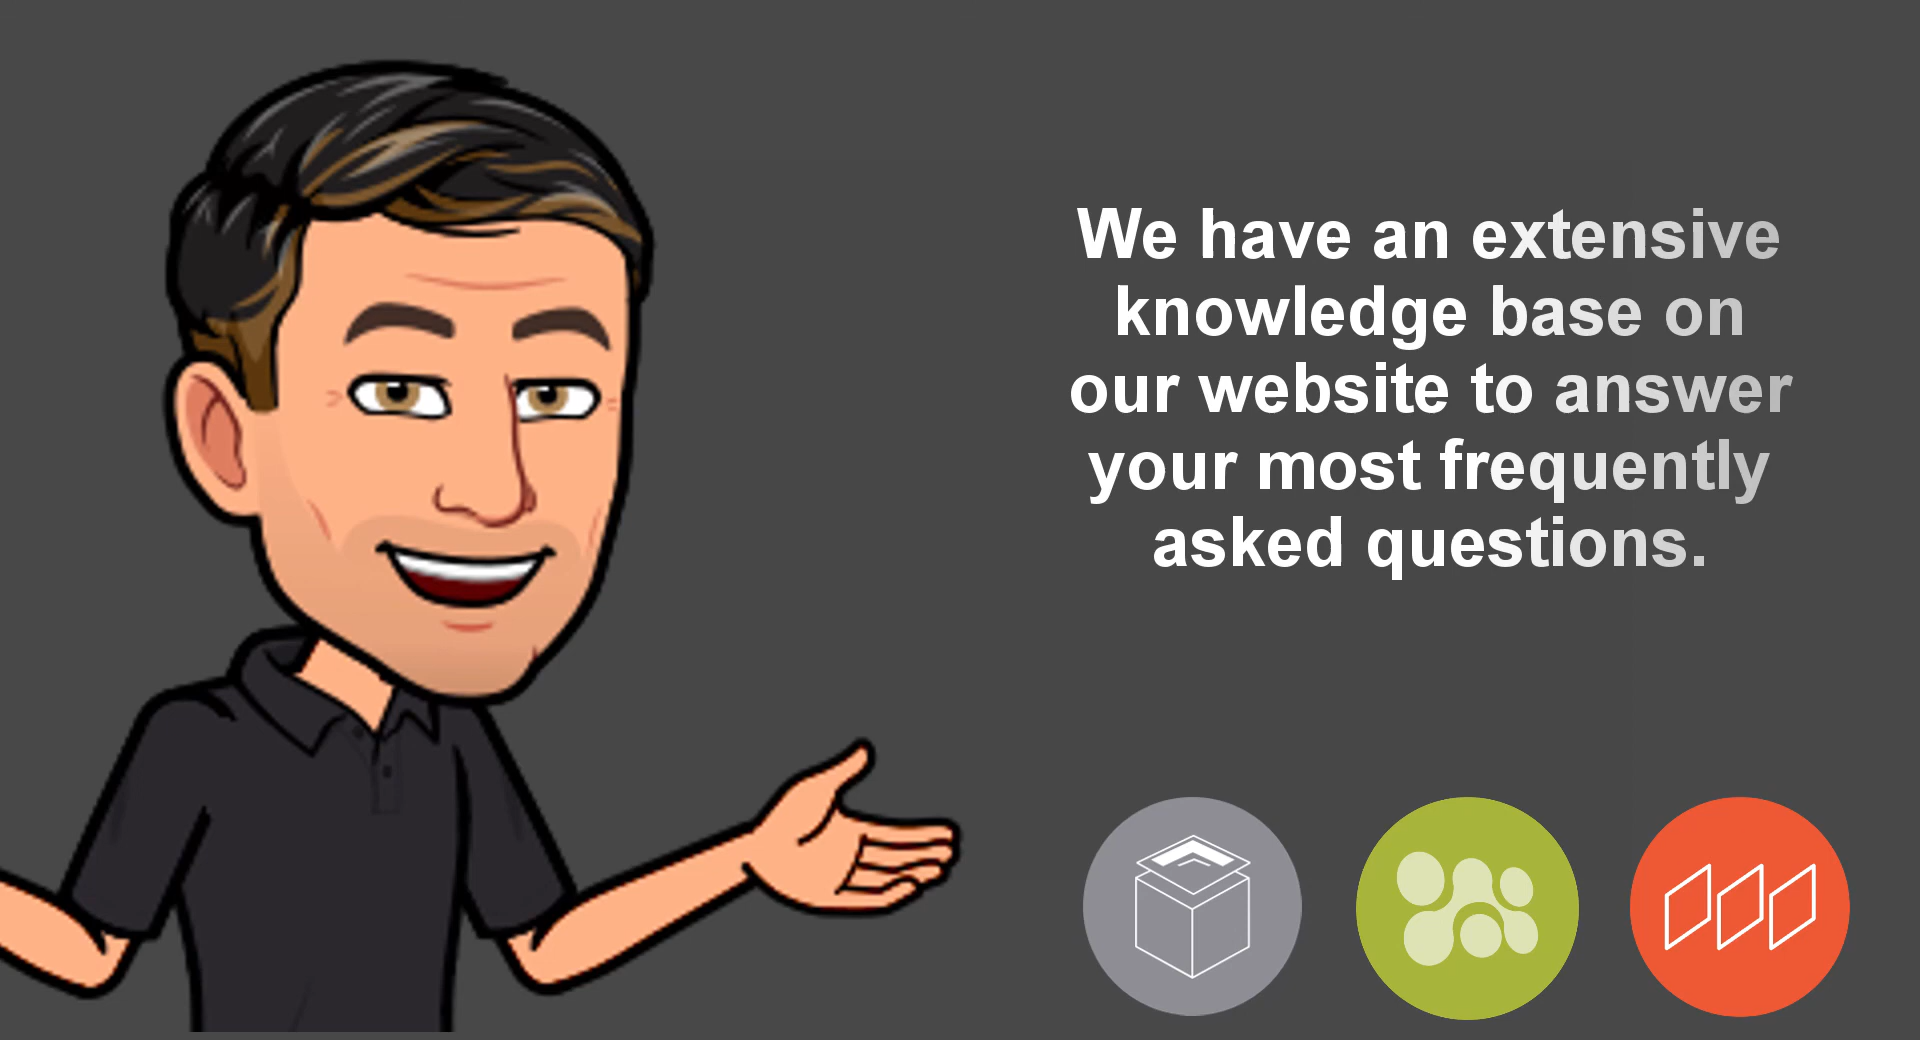 We have an extensive
knowledge base on
our website to answer
your most frequently
asked questions.